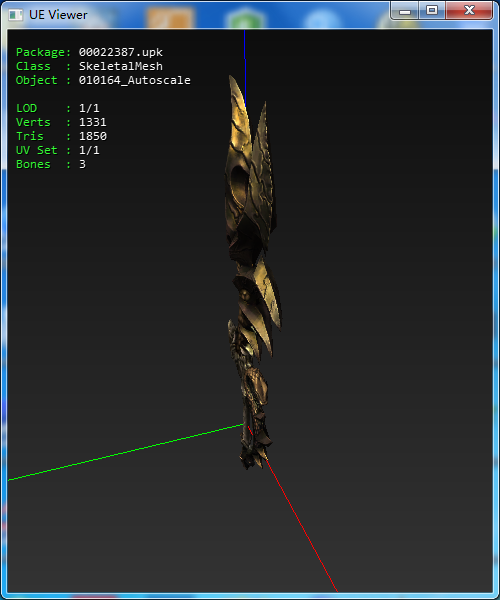 UE Viewer
Package: 00022387.upk
Class  : SkeletalMesh
Object : 010164_Autoscale
LOD    : 1/1
Verts  : 1331
Tris   : 1850
UV Set : 1/1
Bones  : 3